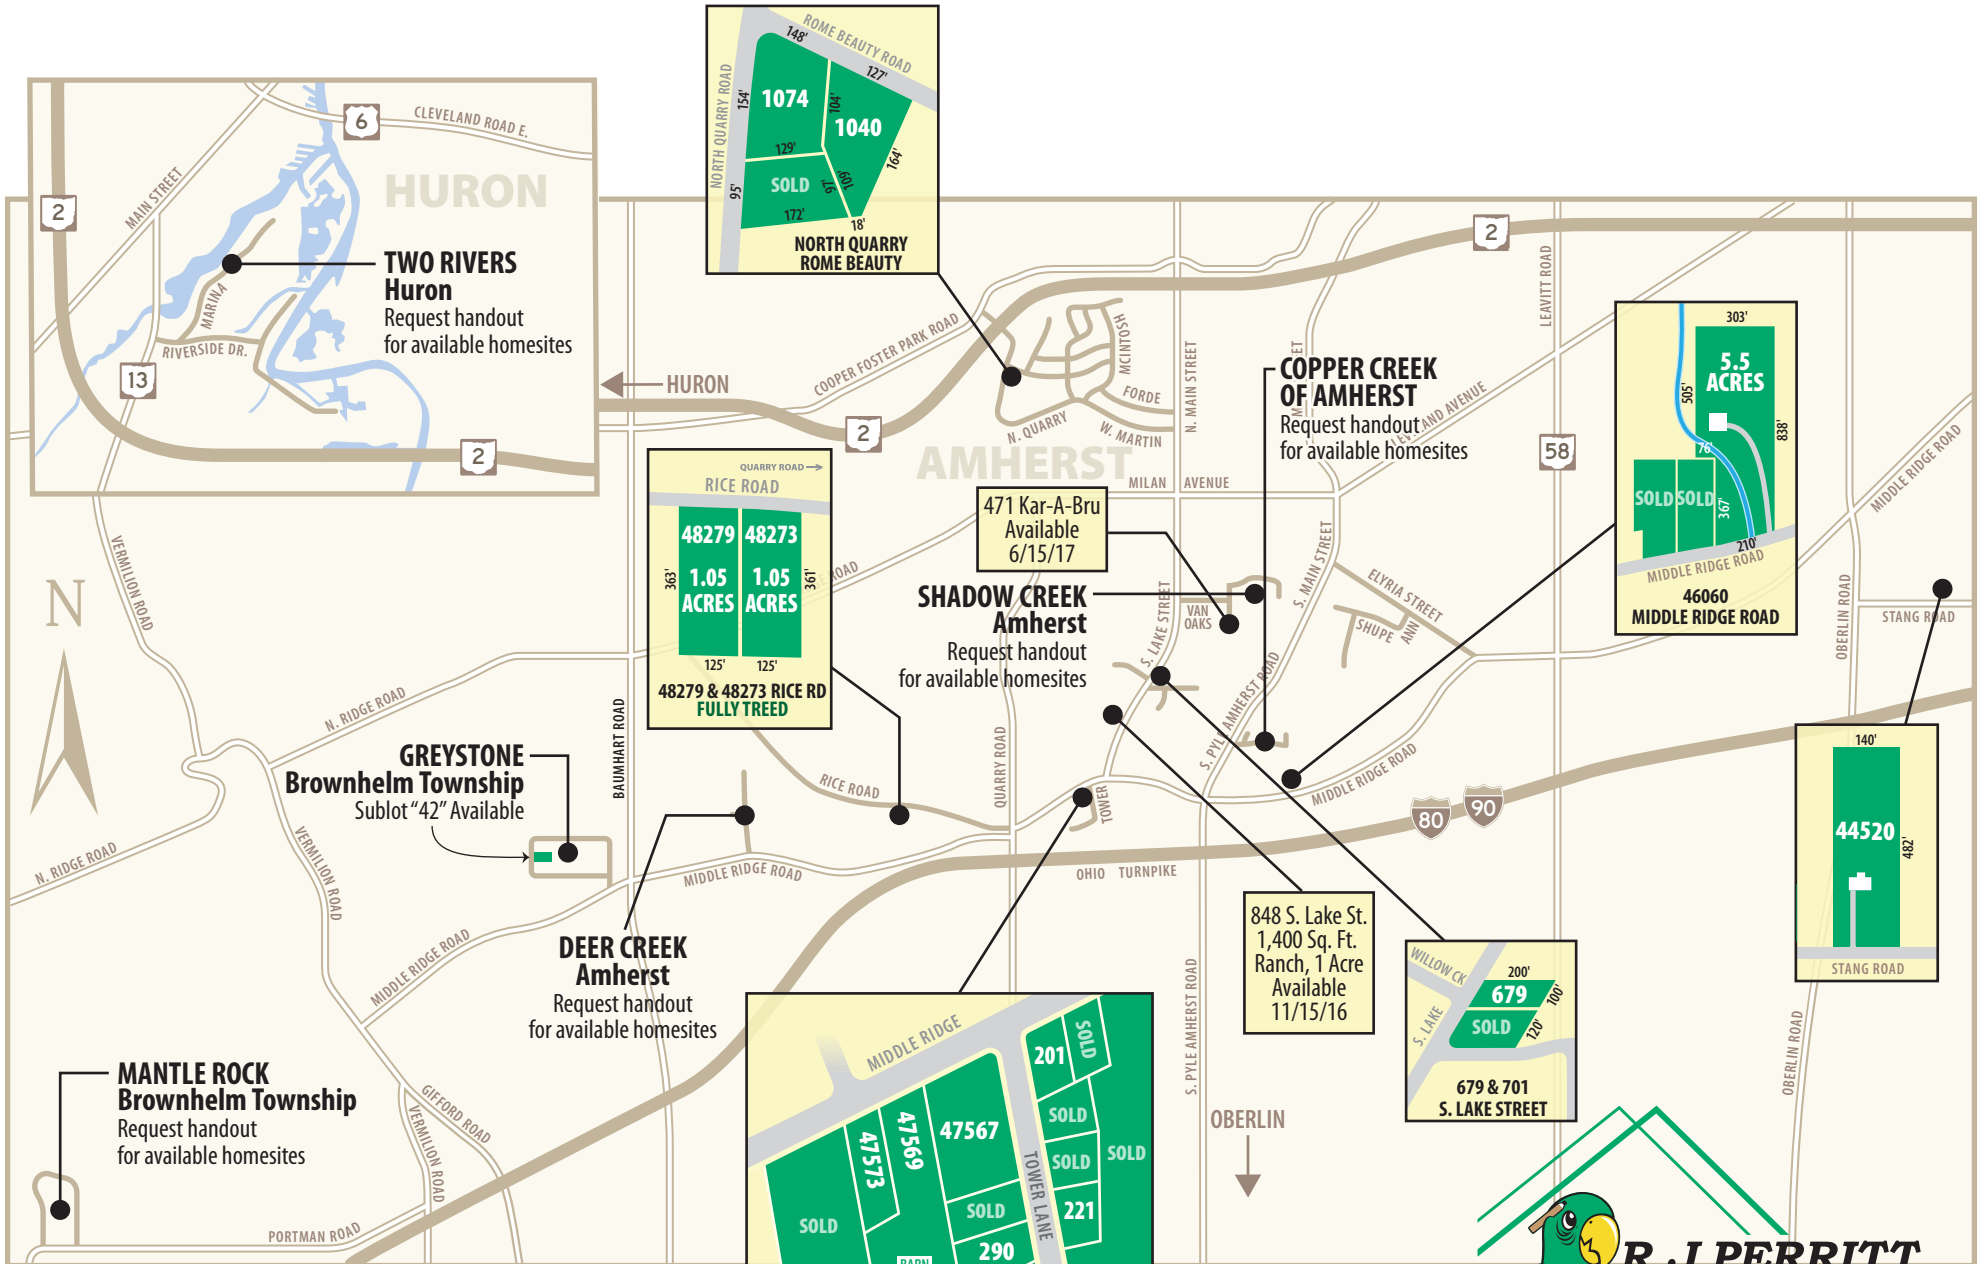 ROME BEAUTY ROAD
148'
127'
NORTH QUARRY ROAD
154'
1074
104'
1040
129'
164'
SOLD
97'
109'
95'
172'
18'
NORTH QUARRY
ROME BEAUTY
6
CLEVELAND ROAD E.
HURON
MAIN STREET
2
TWO RIVERS
Huron
Request handout
for available homesites
MARINA
RIVERSIDE DR.
13
2
HURON
COOPER FOSTER PARK ROAD
2
MCINTOSH
FORDE
N. QUARRY
W. MARTIN
N. MAIN STREET
AMHERST
MILAN AVENUE
2
LEAVITT ROAD
58
COPPER CREEK
OF AMHERST
Request handout
for available homesites
303'
5.5
ACRES
505'
838'
76'
SOLD
SOLD
367'
210'
MIDDLE RIDGE ROAD
46060
MIDDLE RIDGE ROAD
MIDDLE RIDGE ROAD
QUARRY ROAD
RICE ROAD
48279
48273
363'
1.05
ACRES
1.05
ACRES
361'
125'
125'
48279 & 48273 RICE RD
FULLY TREED
471 Kar-A-Bru
Available
6/15/17
SHADOW CREEK
Amherst
Request handout
for available homesites
S. LAKE STREET
VAN
OAKS
S. MAIN STREET
ELYRIA STREET
SHUPE
ANN
OBERLIN ROAD
STANG ROAD
N
VERMILION ROAD
N. RIDGE ROAD
BAUMHART ROAD
GREYSTONE
Brownhelm Township
Sublot “42” Available
N. RIDGE ROAD
VERMILION ROAD
RICE ROAD
QUARRY ROAD
TOWER
S. PYLE AMHERST ROAD
MIDDLE RIDGE ROAD
80
90
MIDDLE RIDGE ROAD
OHIO TURNPIKE
MIDDLE RIDGE ROAD
DEER CREEK
Amherst
Request handout
for available homesites
848 S. Lake St.
1,400 Sq. Ft.
Ranch, 1 Acre
Available
11/15/16
140'
44520
482'
STANG ROAD
WILLOW CK
200'
679
100'
SOLD
120'
S. LAKE
679 & 701
S. LAKE STREET
S. PYLE AMHERST ROAD
OBERLIN
OBERLIN ROAD
MIDDLE RIDGE
201
SOLD
47573
47569
47567
SOLD
SOLD
SOLD
SOLD
SOLD
221
290
BARN
TOWER LANE
MANTLE ROCK
Brownhelm Township
Request handout
for available homesites
GIFFORD ROAD
VERMILION ROAD
PORTMAN ROAD
R.J PERRITT